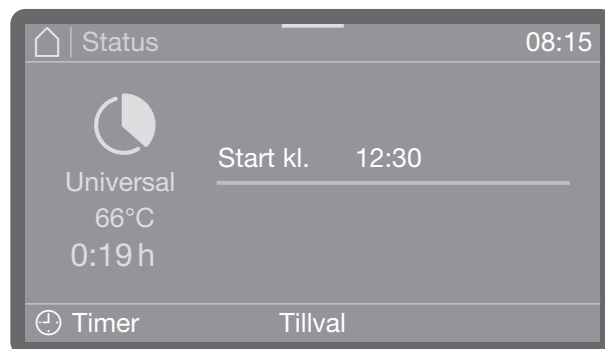 Status 08:15
Start kl. 12:30
Universal
66°C
0:19 h
Timer Tillval